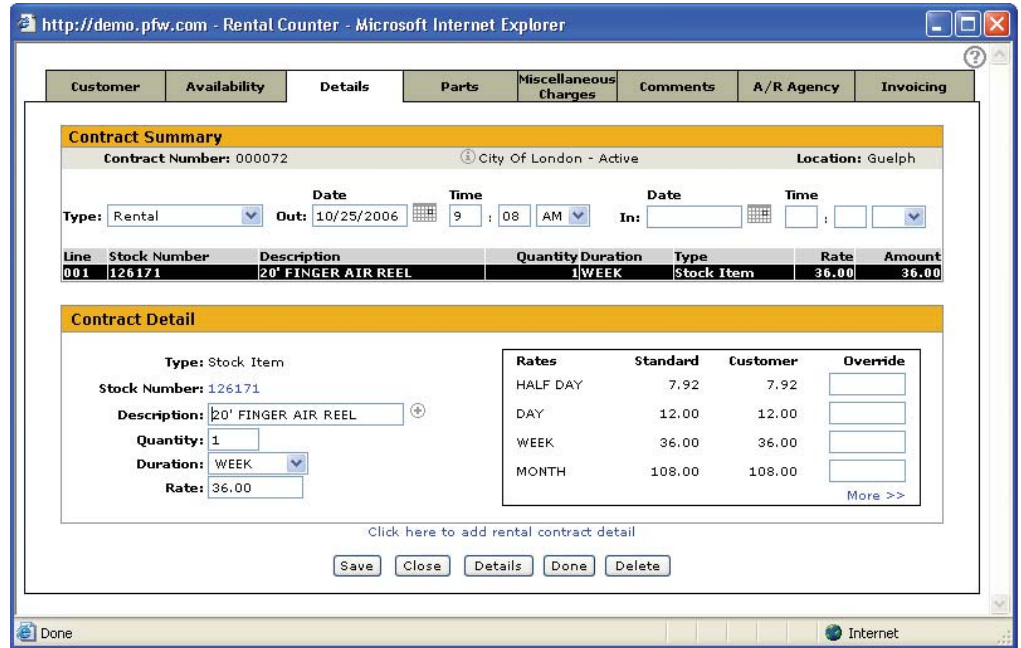 http://demo.pfw.com - Rental Counter - Microsoft Internet Explorer
Customer Availability Details Parts Miscellaneous Charges Comments A/R Agency Invoicing
Contract Summary
Contract Number: 000072 City Of London - Active Location: Guelph
Date Time Date Time
Type: Rental Out: 10/25/2006 9 : 08 AM In: :
Line Stock Number Description Quantity Duration Type Rate Amount
001 126171 20' FINGER AIR REEL 1 WEEK Stock Item 36.00 36.00
Contract Detail
Type: Stock Item
Stock Number: 126171
Description: 20' FINGER AIR REEL
Quantity: 1
Duration: WEEK
Rate: 36.00
Rates Standard Customer Override
HALF DAY 7.92 7.92
DAY 12.00 12.00
WEEK 36.00 36.00
MONTH 108.00 108.00
More >>
Click here to add rental contract detail
Save Close Details Done Delete
Done Internet